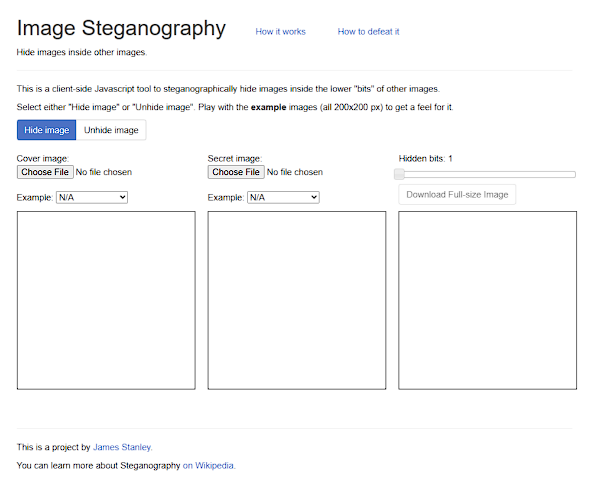 Image Steganography How it works How to defeat it
Hide images inside other images.
This is a client-side Javascript tool to steganographically hide images inside the lower "bits" of other images.
Select either "Hide image" or "Unhide image". Play with the example images (all 200x200 px) to get a feel for it.
Hide image Unhide image
Cover image: Secret image: Hidden bits: 1
Choose File No file chosen Choose File No file chosen
Download Full-size Image
Example: N/A Example: N/A
This is a project by James Stanley.
You can learn more about Steganography on Wikipedia.